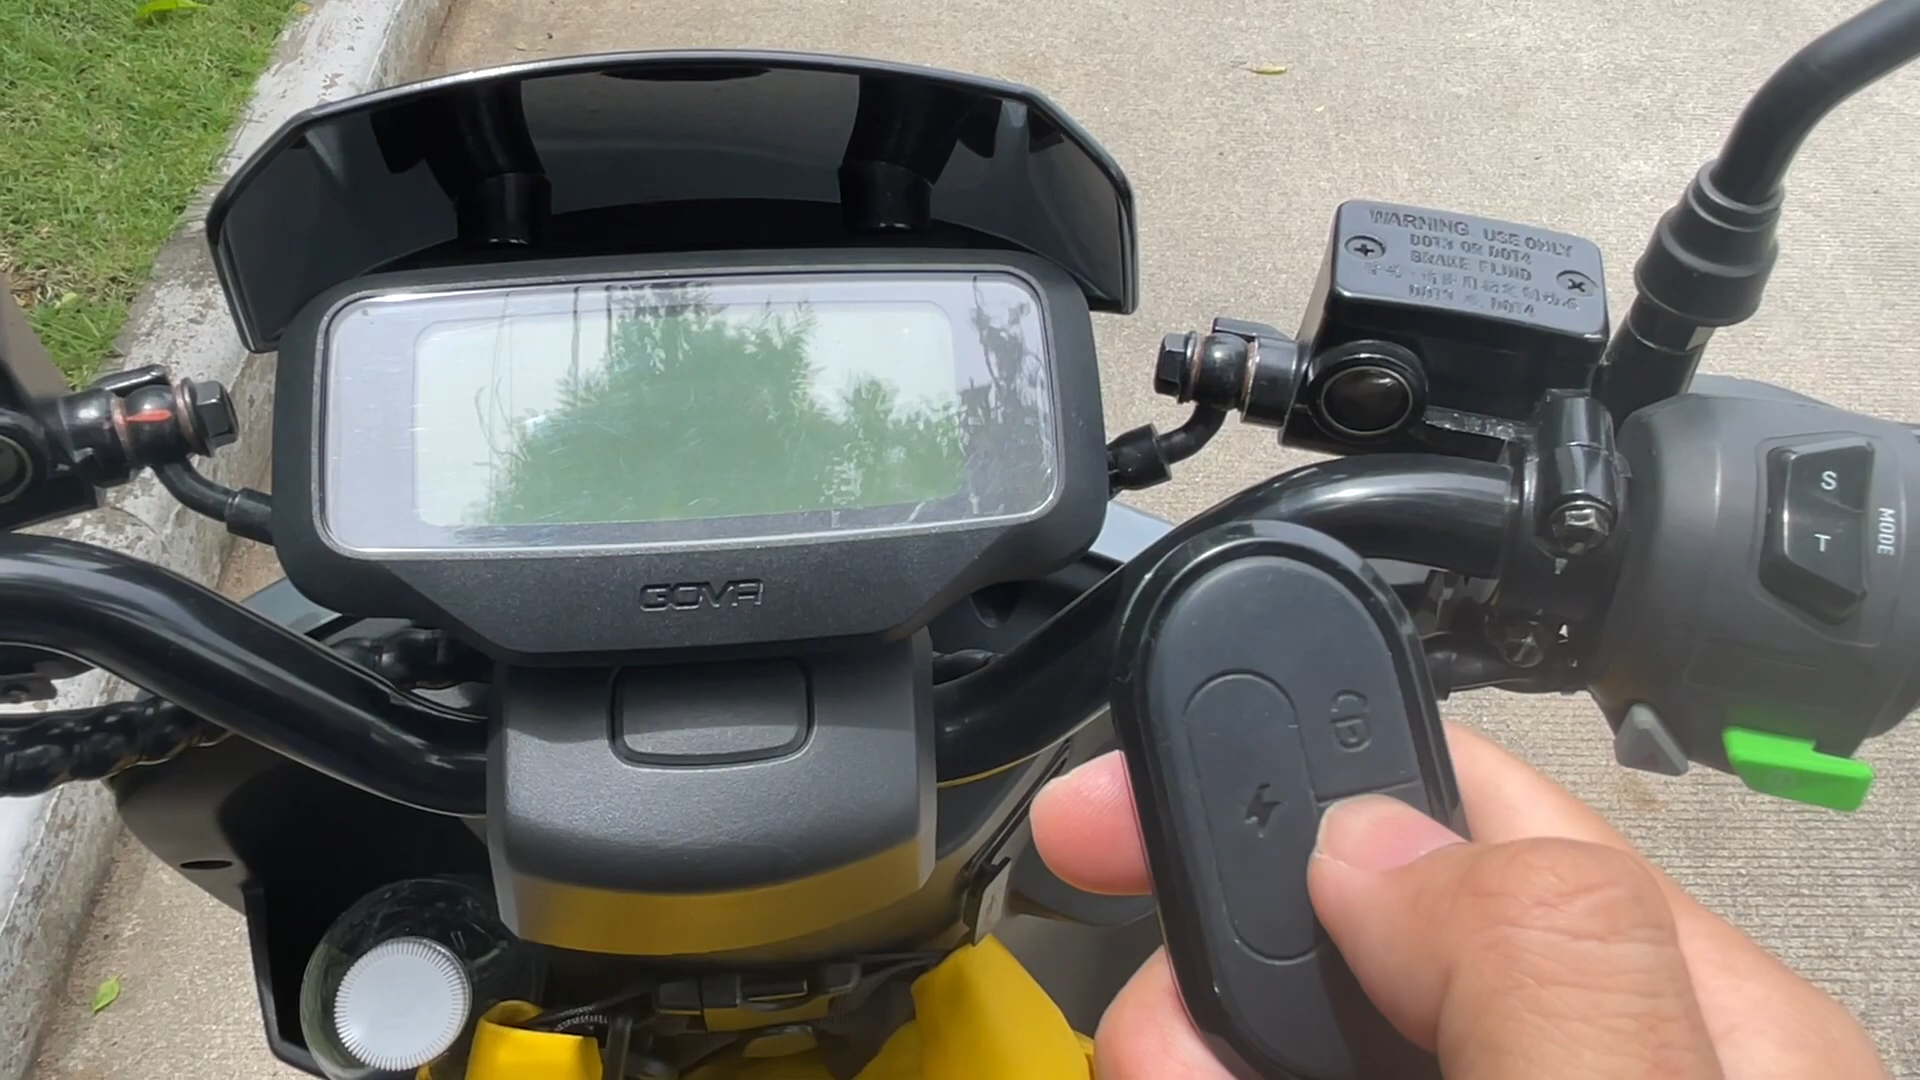 WARNING. USE ONLY
DOT3 OR DOT4
BRAKE FLUID
S
T
MODE
GOVA